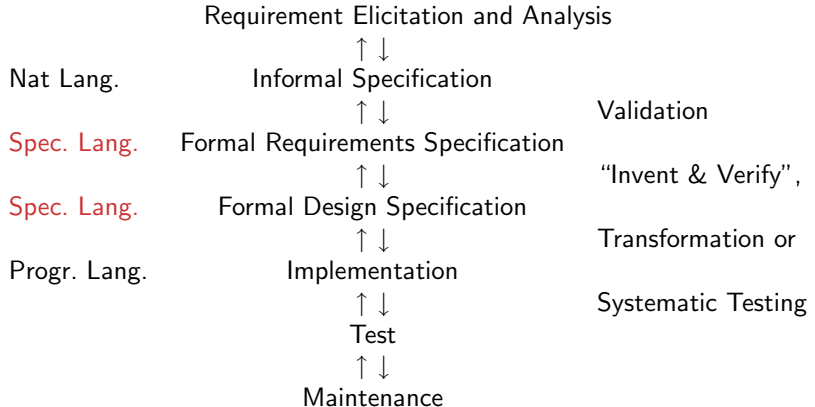 Requirement Elicitation and Analysis
↑ ↓
Nat Lang. Informal Specification
↑ ↓ Validation
Spec. Lang. Formal Requirements Specification
↑ ↓ “Invent & Verify”,
Spec. Lang. Formal Design Specification
↑ ↓ Transformation or
Progr. Lang. Implementation
↑ ↓ Systematic Testing
Test
↑ ↓
Maintenance